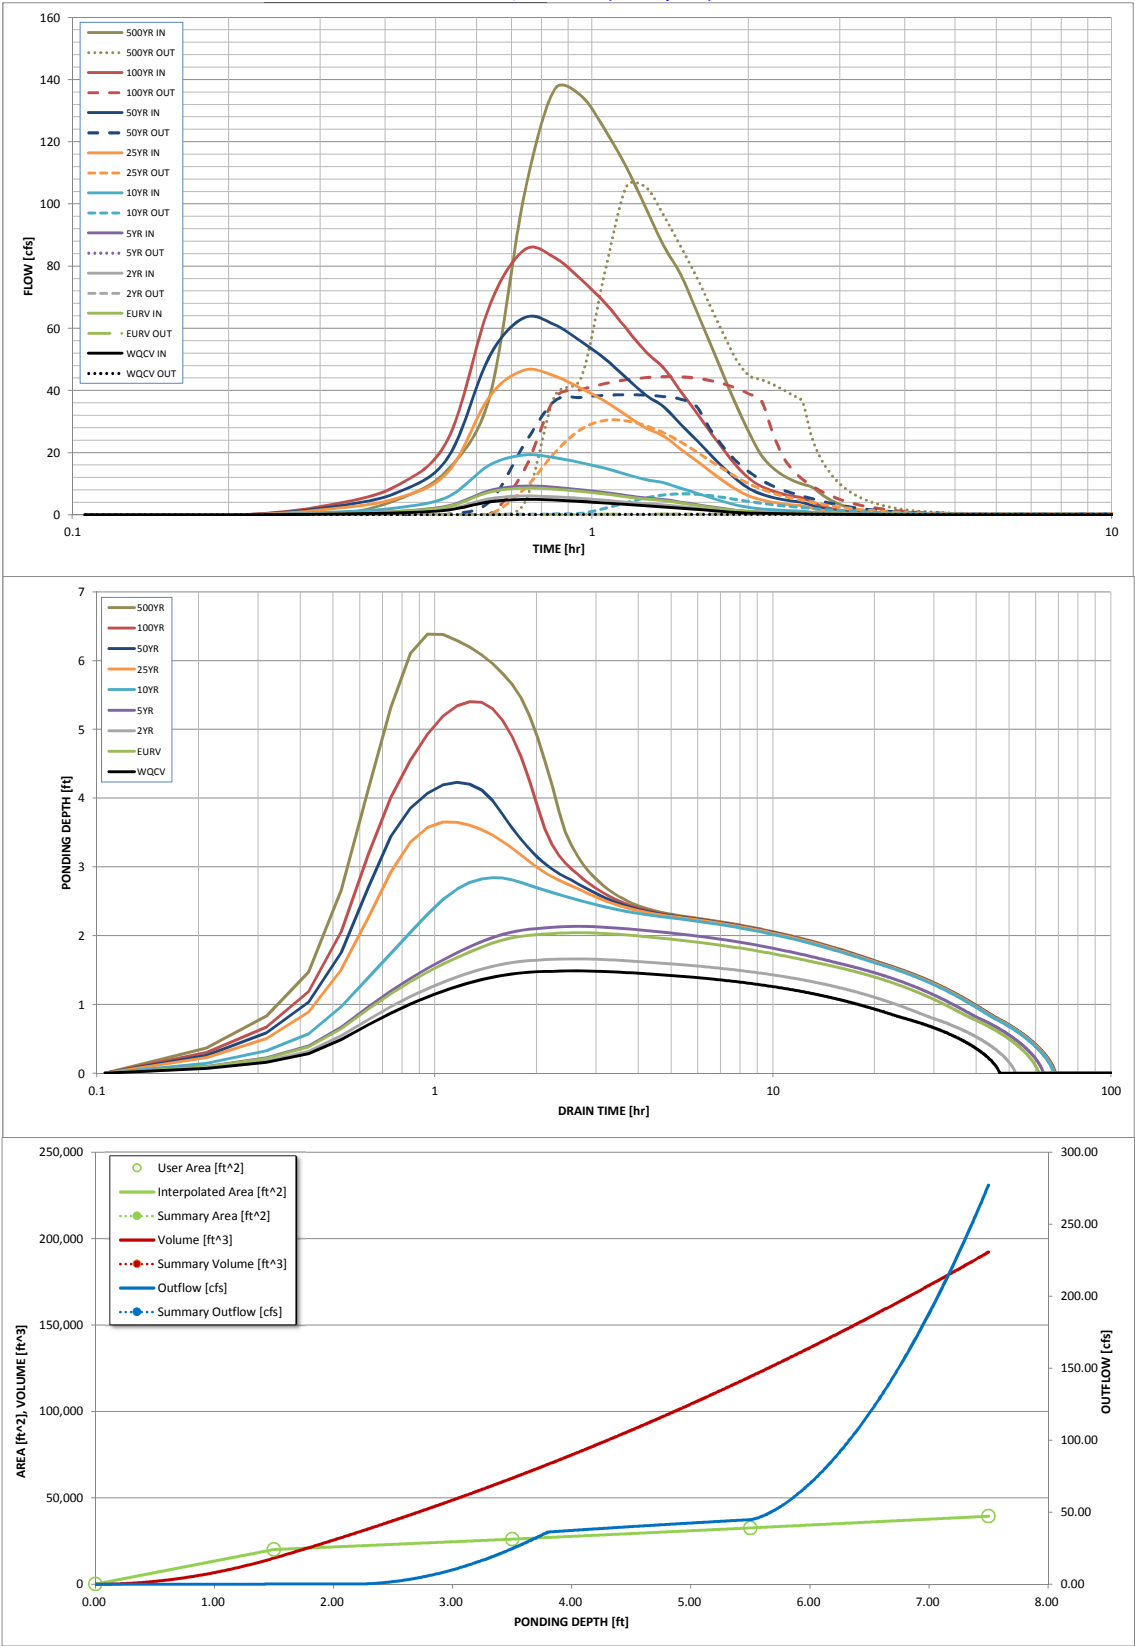 160
140
120
100
80
60
40
20
0
FLOW [cfs]
500YR IN
500YR OUT
100YR IN
100YR OUT
50YR IN
50YR OUT
25YR IN
25YR OUT
10YR IN
10YR OUT
5YR IN
5YR OUT
2YR IN
2YR OUT
EURV IN
EURV OUT
WQCV IN
WQCV OUT
0.1 1 10
TIME [hr]
7
6
5
4
3
2
1
0
PONDING DEPTH [ft]
500YR
100YR
50YR
25YR
10YR
5YR
2YR
EURV
WQCV
0.1 1 10 100
DRAIN TIME [hr]
250,000
200,000
150,000
100,000
50,000
0
AREA [ft^2], VOLUME [ft^3]
User Area [ft^2]
Interpolated Area [ft^2]
Summary Area [ft^2]
Volume [ft^3]
Summary Volume [ft^3]
Outflow [cfs]
Summary Outflow [cfs]
300.00
250.00
200.00
150.00
100.00
50.00
0.00
OUTFLOW [cfs]
0.00 1.00 2.00 3.00 4.00 5.00 6.00 7.00 8.00
PONDING DEPTH [ft]